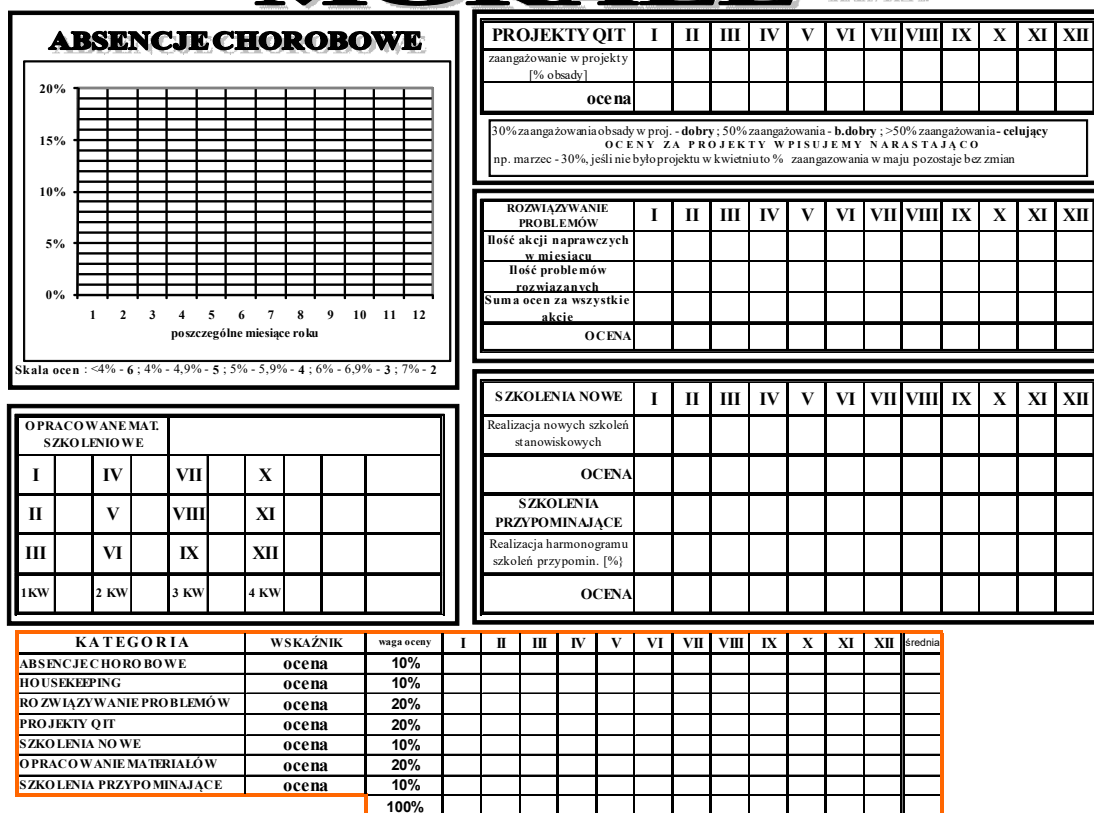 ABSENCJE CHOROBOWE
20%
15%
10%
5%
0%
1 2 3 4 5 6 7 8 9 10 11 12
poszczególne miesiące roku
Skala ocen : <4% - 6 ; 4% - 4,9% - 5 ; 5% - 5,9% - 4 ; 6% - 6,9% - 3 ; 7% - 2
OPRACOWANE MAT.
SZKOLENIOWE
I IV VII X
II V VIII XI
III VI IX XII
1KW 2 KW 3 KW 4 KW
PROJEKTY QIT I II III IV V VI VII VIII IX X XI XII
zaangażowanie w projekty
[% obsady]
ocena
30% zaangażowania obsady w proj. - dobry ; 50% zaangażowania - b.dobry ; >50% zaangażowania - celujący
OCENY ZA PROJEKTY WPISUJEMY NARASTAJĄCO
np. marzec - 30%, jeśli nie było projektu w kwietniu to % zaangazowania w maju pozostaje bez zmian
ROZWIĄZYWANIE
PROBLEMÓW I II III IV V VI VII VIII IX X XI XII
Ilość akcji naprawczych
w miesiącu
Ilość problemów
rozwiązanych
Suma ocen za wszystkie
akcje
OCENA
SZKOLENIA NOWE I II III IV V VI VII VIII IX X XI XII
Realizacja nowych szkoleń
stanowiskowych
OCENA
SZKOLENIA
PRZYPOMINAJĄCE
Realizacja harmonogramu
szkoleń przypomin. [%}
OCENA
KATEGORIA WSKAŹNIK waga oceny I II III IV V VI VII VIII IX X XI XII średnia
ABSENCJE CHOROBOWE ocena 10%
HOUSEKEEPING ocena 10%
ROZWIĄZYWANIE PROBLEMÓW ocena 20%
PROJEKTY QIT ocena 20%
SZKOLENIA NOWE ocena 10%
OPRACOWANIE MATERIAŁÓW ocena 20%
SZKOLENIA PRZYPOMINAJĄCE ocena 10%
100%